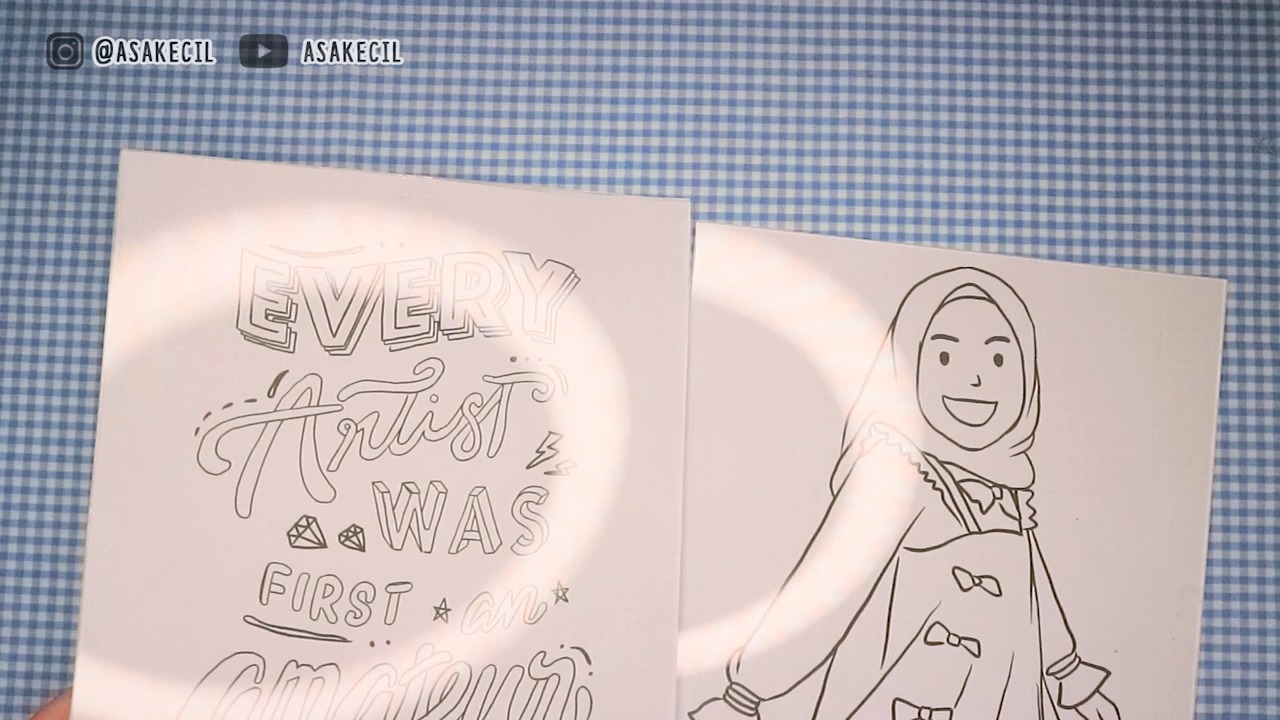 @ASAKECIL ASAKECIL
EVERY
Artist
WAS
FIRST an
amateur